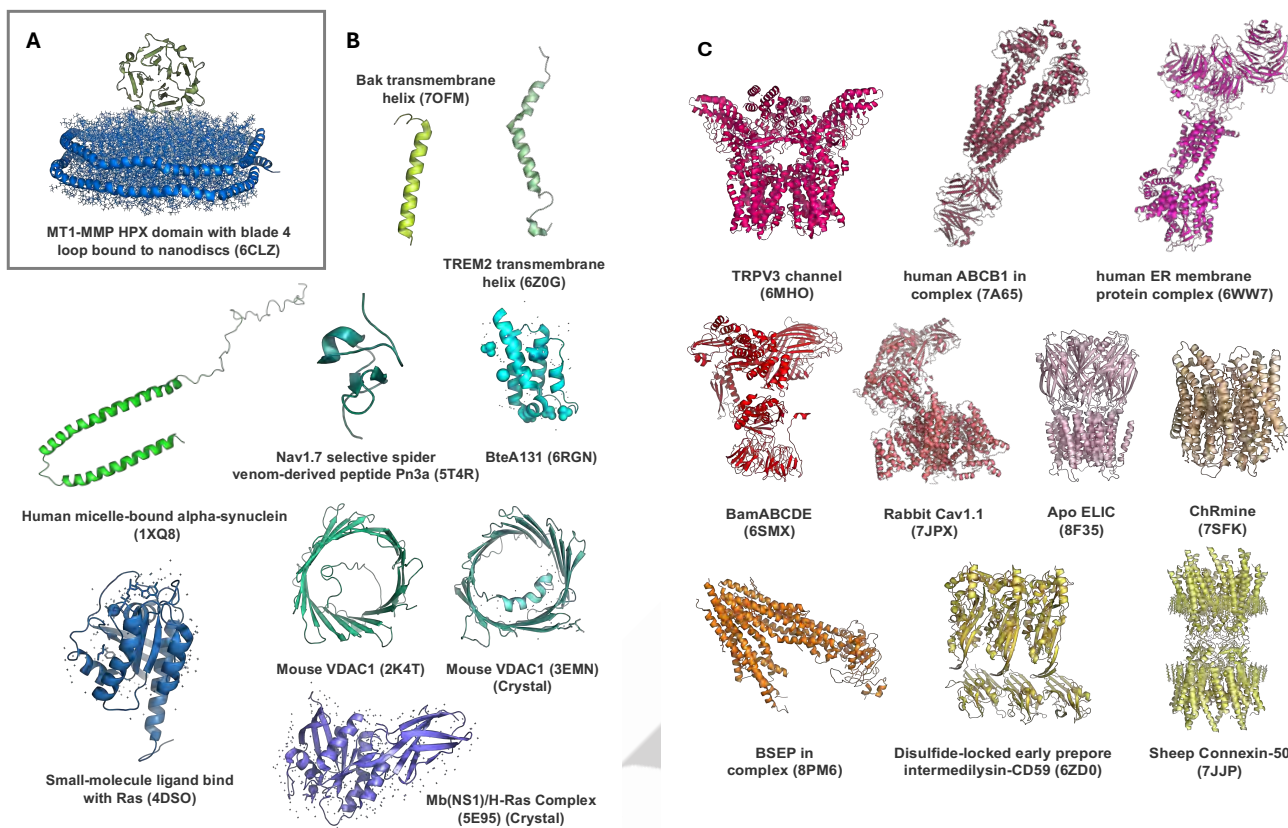 A
MT1-MMP HPX domain with blade 4
loop bound to nanodiscs (6CLZ)
B
Bak transmembrane
helix (7OFM)
TREM2 transmembrane
helix (6Z0G)
Human micelle-bound alpha-synuclein
(1XQ8)
Nav1.7 selective spider
venom-derived peptide Pn3a (5T4R)
BteA131 (6RGN)
Mouse VDAC1 (2K4T)
Mouse VDAC1 (3EMN)
(Crystal)
Small-molecule ligand bind
with Ras (4DSO)
Mb(NS1)/H-Ras Complex
(5E95) (Crystal)
C
TRPV3 channel
(6MHO)
human ABCB1 in
complex (7A65)
human ER membrane
protein complex (6WW7)
BamABCDE
(6SMX)
Rabbit Cav1.1
(7JPX)
Apo ELIC
(8F35)
ChRmine
(7SFK)
BSEP in
complex (8PM6)
Disulfide-locked early prepore
intermedilysin-CD59 (6ZD0)
Sheep Connexin-50
(7JJP)